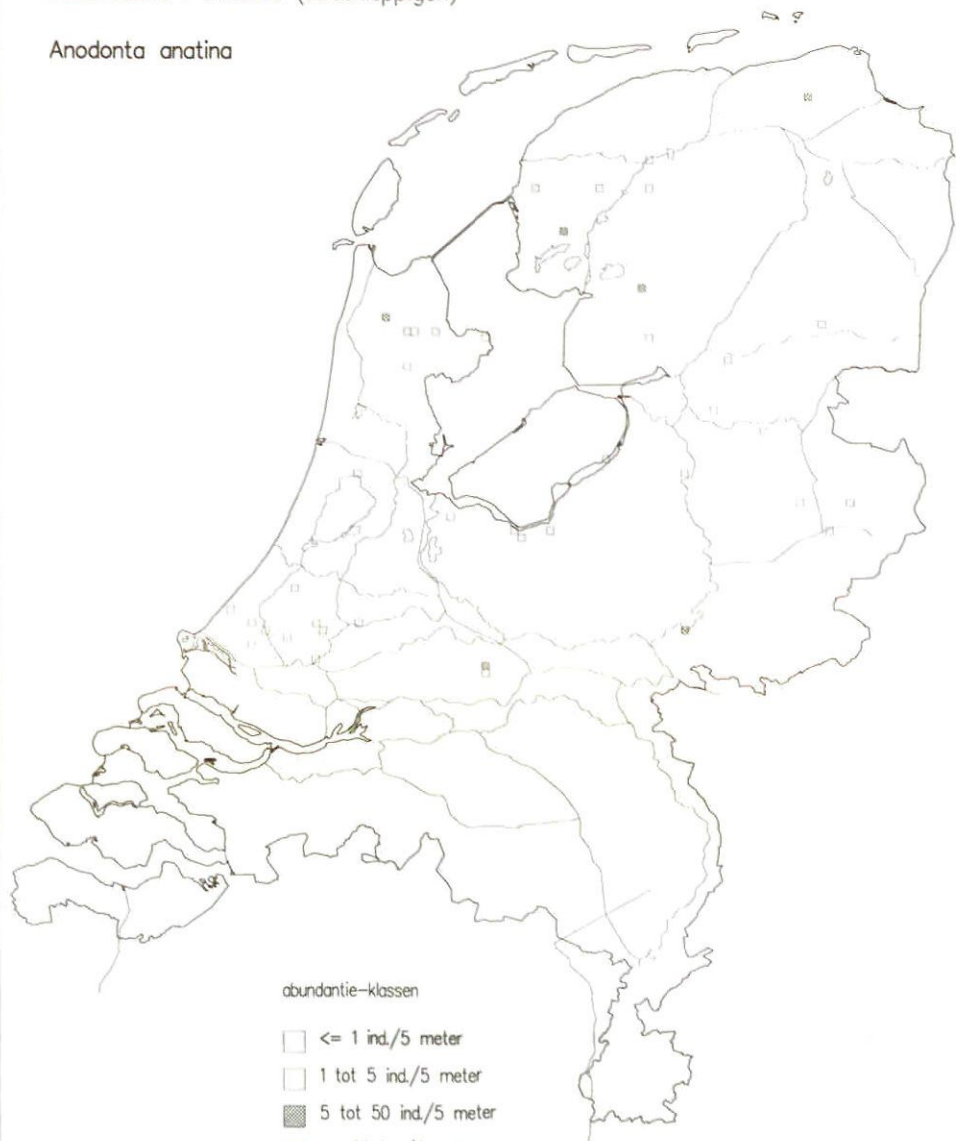 Anodonta anatina
abundantie-klassen
<= 1 ind./5 meter
1 tot 5 ind./5 meter
5 tot 50 ind./5 meter